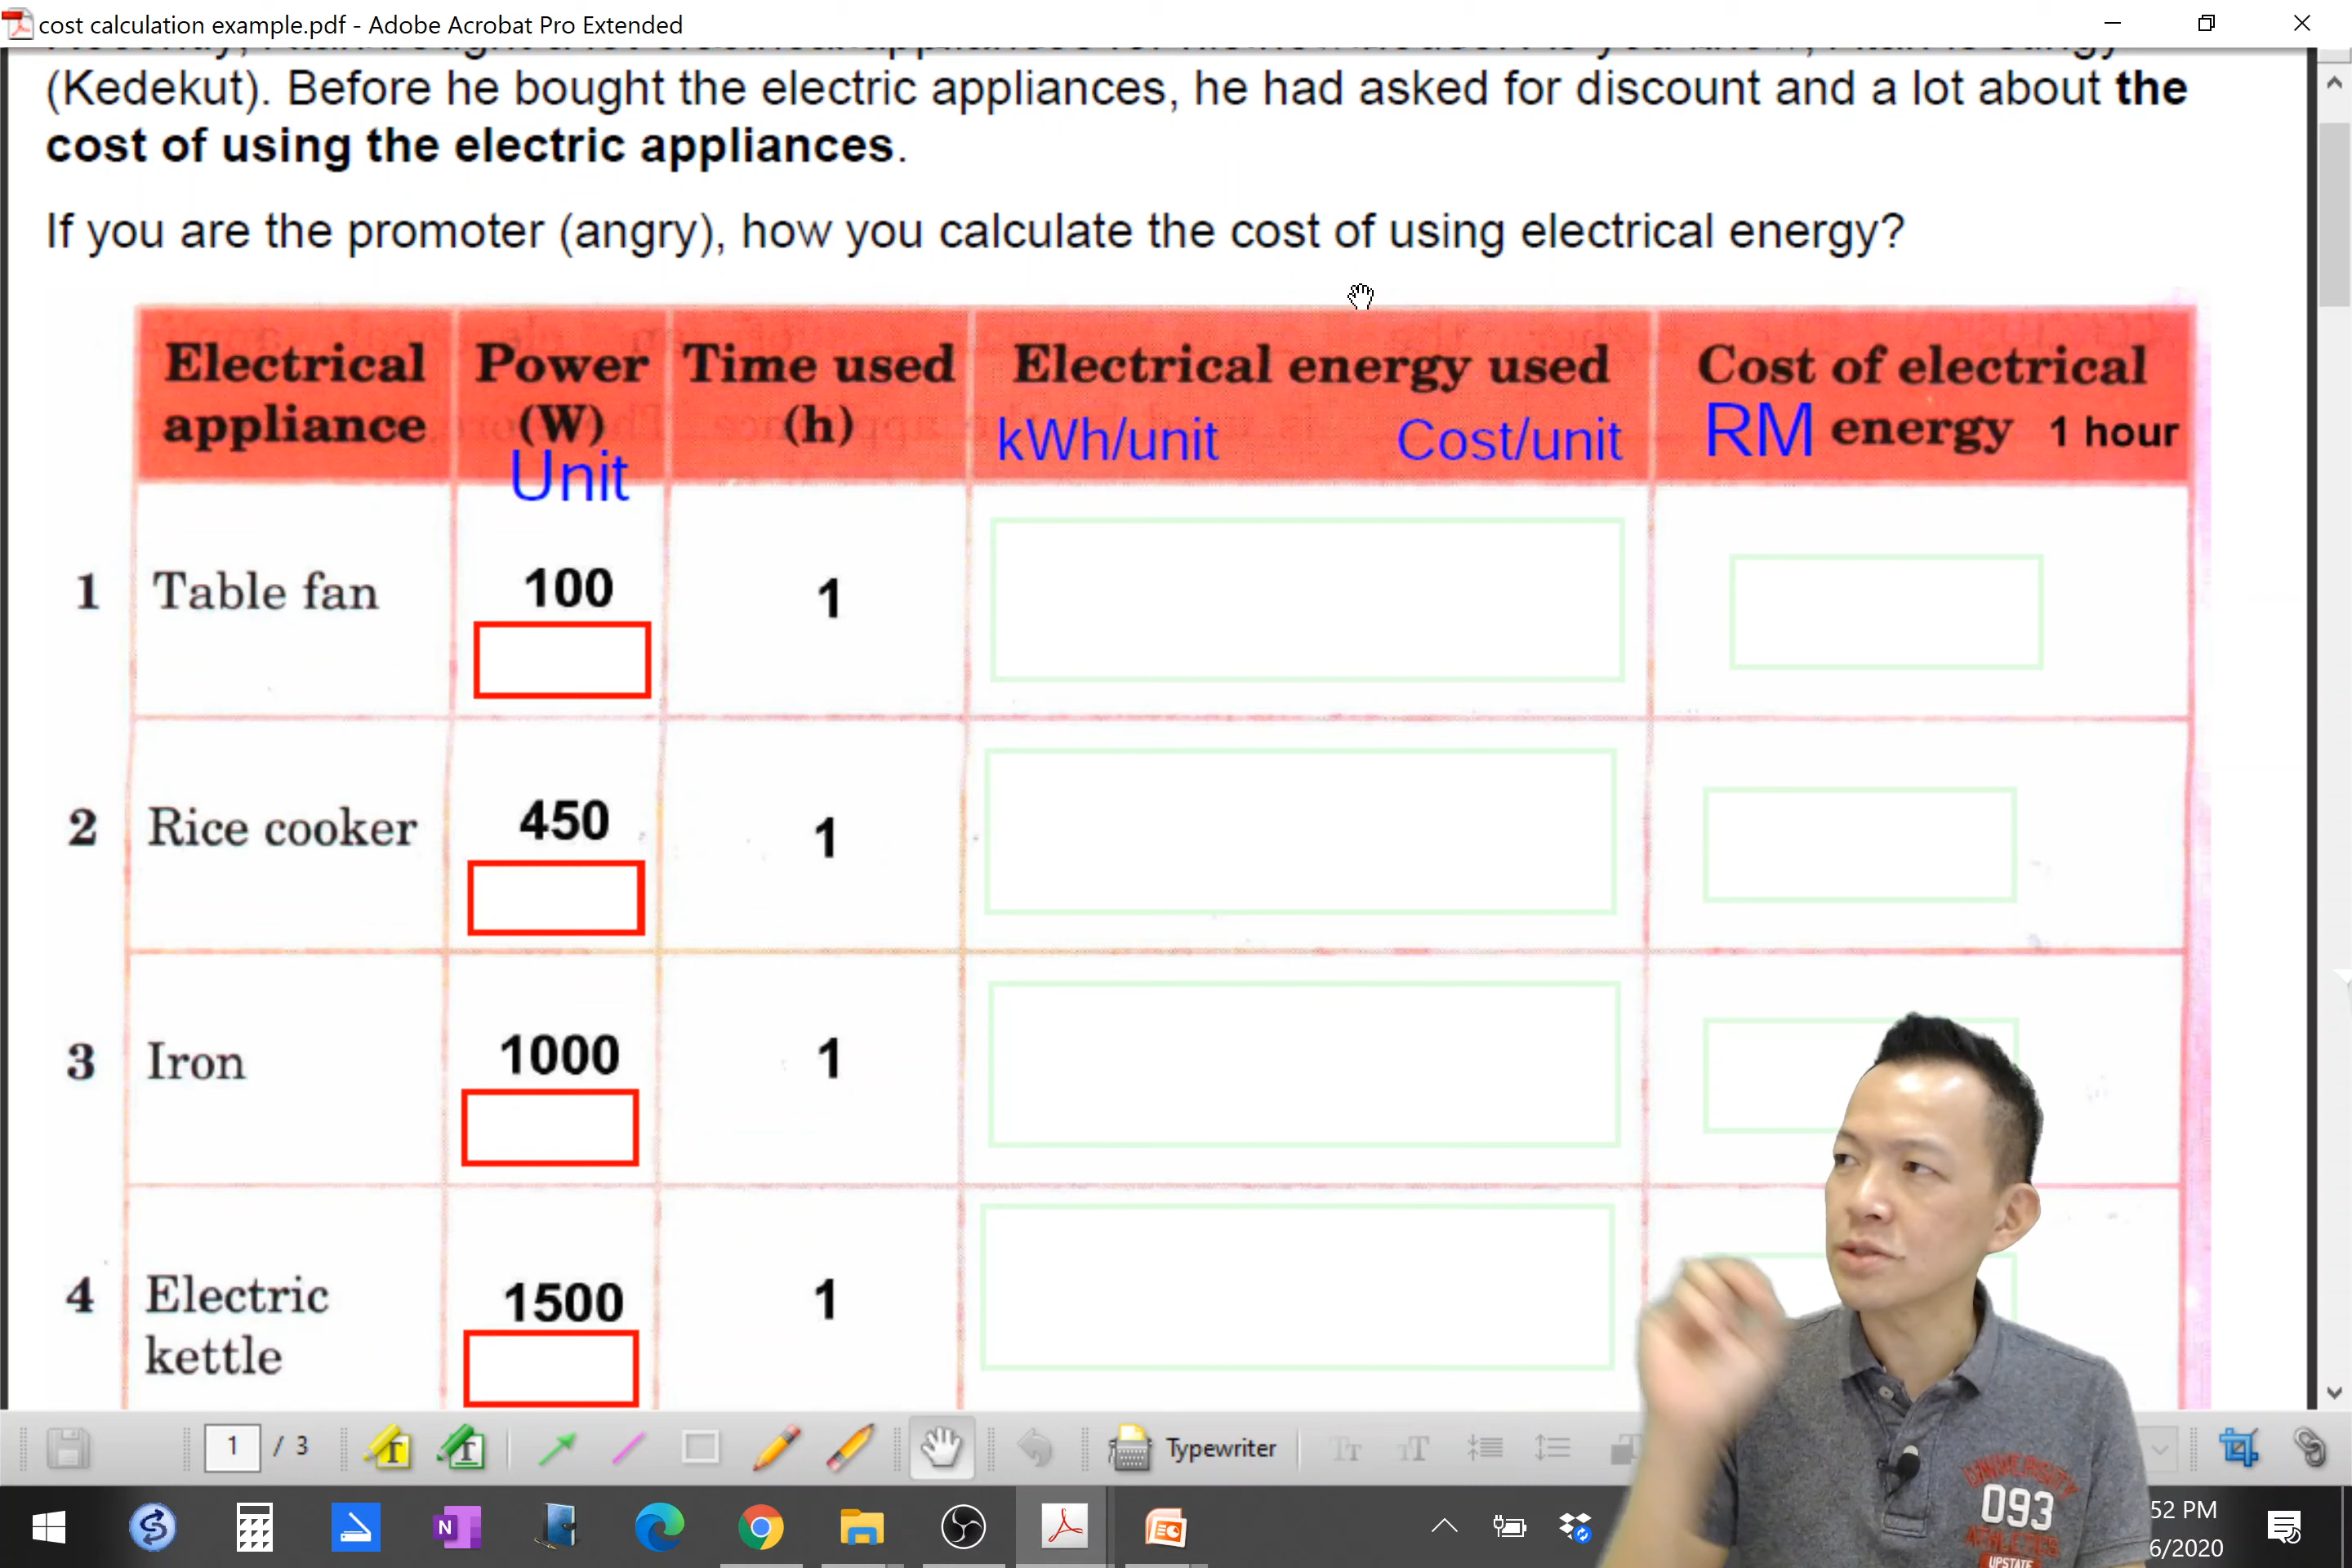 cost calculation example.pdf - Adobe Acrobat Pro Extended
(Kedekut). Before he bought the electric appliances, he had asked for discount and a lot about the
cost of using the electric appliances.
If you are the promoter (angry), how you calculate the cost of using electrical energy?
Electrical appliance
Power (W) Unit
Time used (h)
Electrical energy used
kWh/unit Cost/unit
Cost of electrical
RM energy 1 hour
1 Table fan 100 1
2 Rice cooker 450 1
3 Iron 1000 1
4 Electric kettle 1500 1
1 / 3 Typewriter
UNIVERSITY
093
ATHLETICS
UPSTATE
52 PM
6/2020